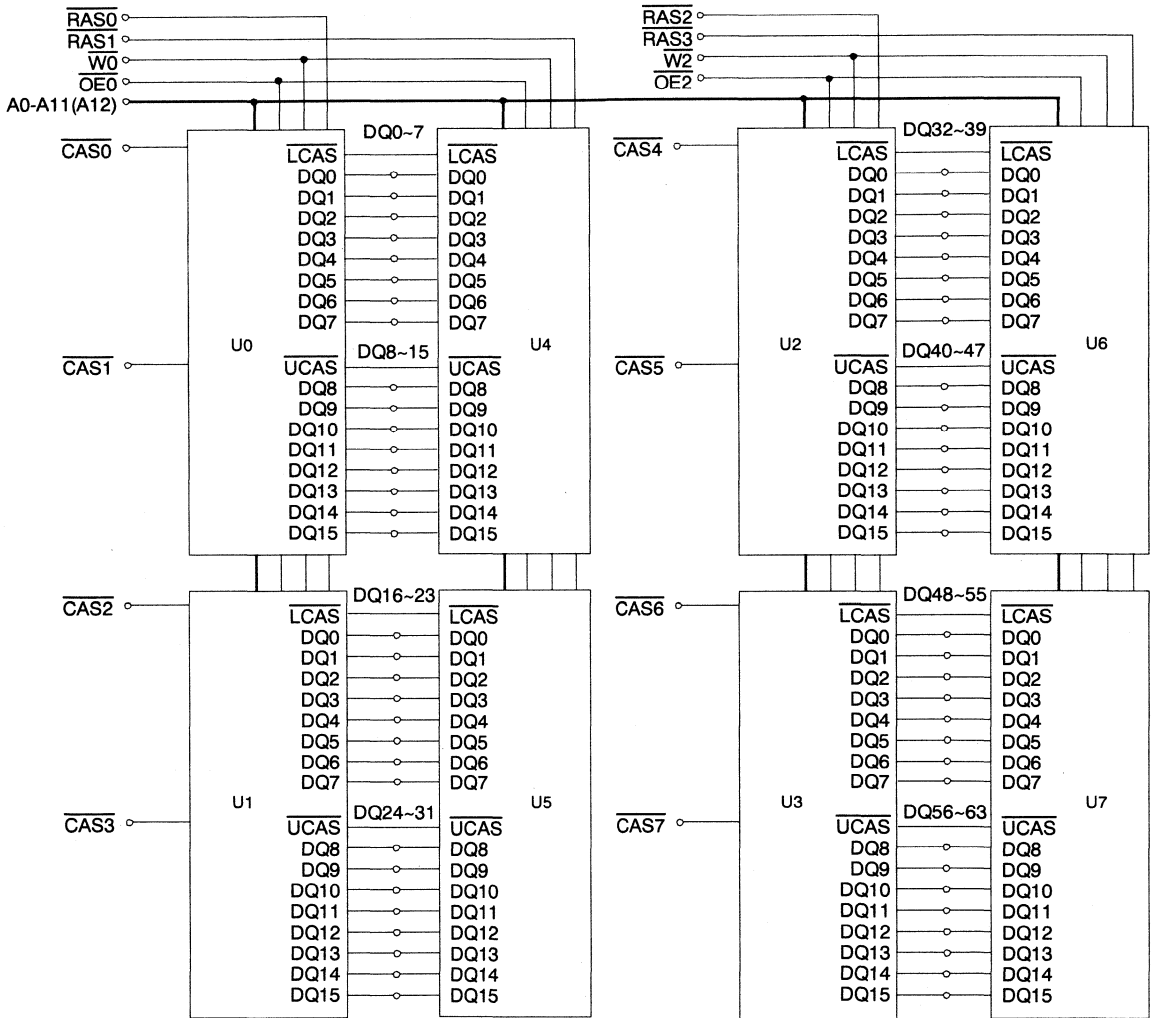 RAS0
RAS1
W0
OE0
A0-A11(A12)
RAS2
RAS3
W2
OE2
CAS0
CAS1
U0
DQ0~7
LCAS LCAS
DQ0 DQ0
DQ1 DQ1
DQ2 DQ2
DQ3 DQ3
DQ4 DQ4
DQ5 DQ5
DQ6 DQ6
DQ7 DQ7
DQ8~15
UCAS UCAS
DQ8 DQ8
DQ9 DQ9
DQ10 DQ10
DQ11 DQ11
DQ12 DQ12
DQ13 DQ13
DQ14 DQ14
DQ15 DQ15
U4
CAS4
CAS5
U2
DQ32~39
LCAS LCAS
DQ0 DQ0
DQ1 DQ1
DQ2 DQ2
DQ3 DQ3
DQ4 DQ4
DQ5 DQ5
DQ6 DQ6
DQ7 DQ7
DQ40~47
UCAS UCAS
DQ8 DQ8
DQ9 DQ9
DQ10 DQ10
DQ11 DQ11
DQ12 DQ12
DQ13 DQ13
DQ14 DQ14
DQ15 DQ15
U6
CAS2
CAS3
U1
DQ16~23
LCAS LCAS
DQ0 DQ0
DQ1 DQ1
DQ2 DQ2
DQ3 DQ3
DQ4 DQ4
DQ5 DQ5
DQ6 DQ6
DQ7 DQ7
DQ24~31
UCAS UCAS
DQ8 DQ8
DQ9 DQ9
DQ10 DQ10
DQ11 DQ11
DQ12 DQ12
DQ13 DQ13
DQ14 DQ14
DQ15 DQ15
U5
CAS6
CAS7
U3
DQ48~55
LCAS LCAS
DQ0 DQ0
DQ1 DQ1
DQ2 DQ2
DQ3 DQ3
DQ4 DQ4
DQ5 DQ5
DQ6 DQ6
DQ7 DQ7
DQ56~63
UCAS UCAS
DQ8 DQ8
DQ9 DQ9
DQ10 DQ10
DQ11 DQ11
DQ12 DQ12
DQ13 DQ13
DQ14 DQ14
DQ15 DQ15
U7